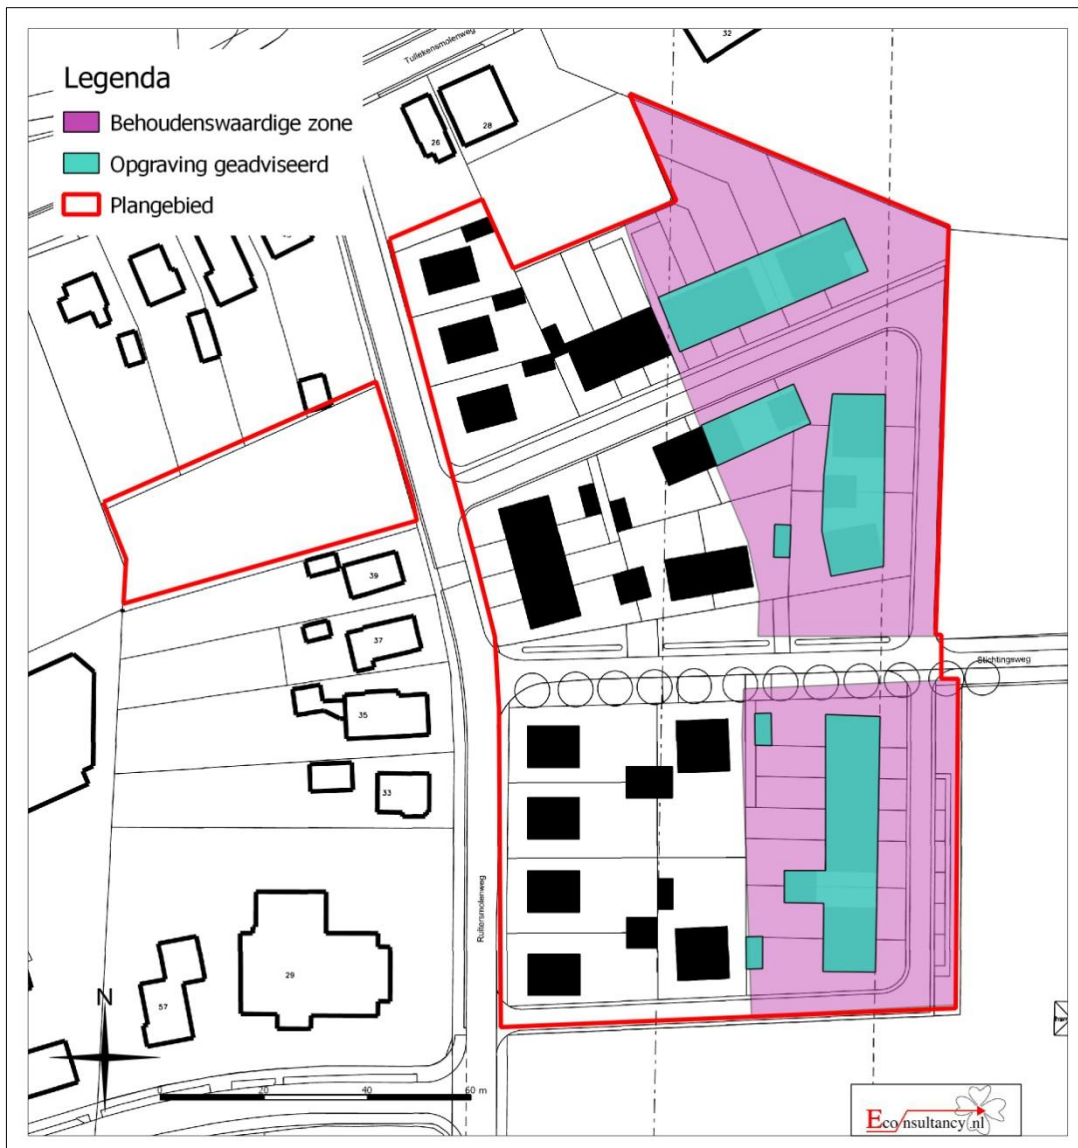 Tullekensmolenweg
32
Legenda
Behoudenswaardige zone
Opgraving geadviseerd
Plangebied
26
28
39
37
35
33
Stichtingsweg
Ruitersmolenweg
29
57
N
0 20 40 60 m
Econsultancy.nl